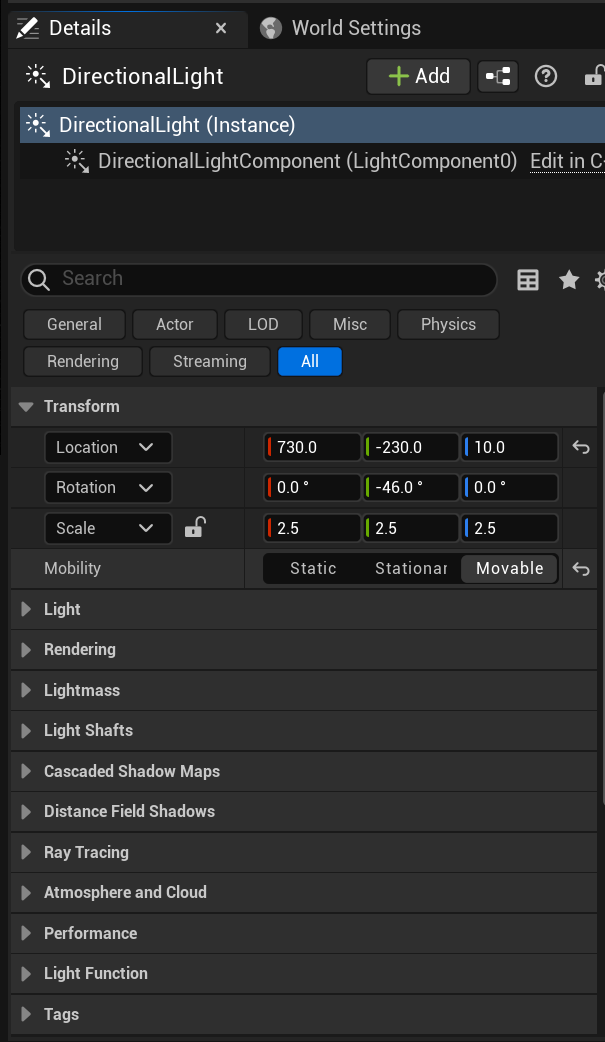 Details × World Settings
DirectionalLight + Add
DirectionalLight (Instance)
DirectionalLightComponent (LightComponent0) Edit in C
Search
General Actor LOD Misc Physics
Rendering Streaming All
Transform
Location 730.0 -230.0 10.0
Rotation 0.0 ° -46.0 ° 0.0 °
Scale 2.5 2.5 2.5
Mobility Static Stationar Movable
Light
Rendering
Lightmass
Light Shafts
Cascaded Shadow Maps
Distance Field Shadows
Ray Tracing
Atmosphere and Cloud
Performance
Light Function
Tags